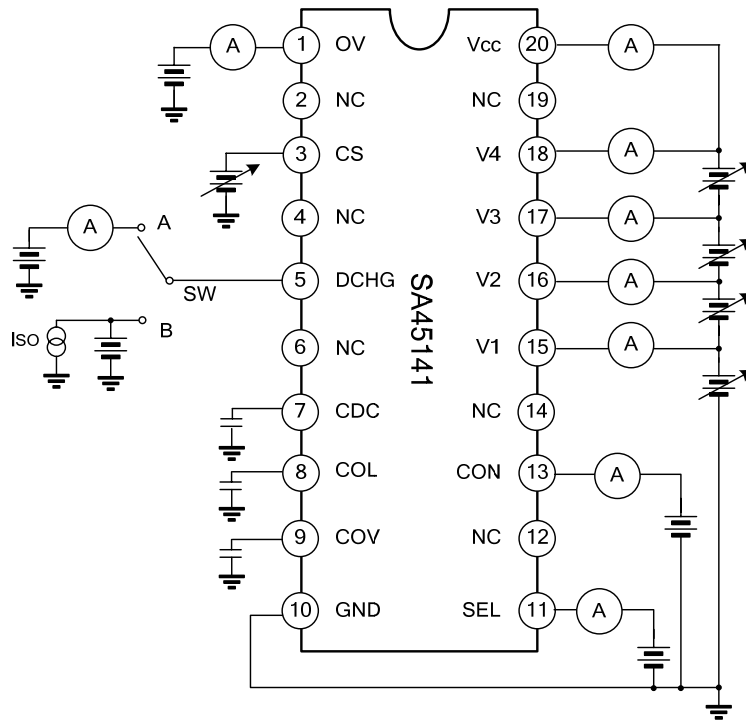 A 1 OV Vcc 20 A
2 NC NC 19
3 CS V4 18 A
4 NC V3 17 A
A A
5 DCHG V2 16 A
SW
B
Iso
6 NC V1 15 A
SA45141
7 CDC NC 14
8 COL CON 13 A
9 COV NC 12
10 GND SEL 11 A